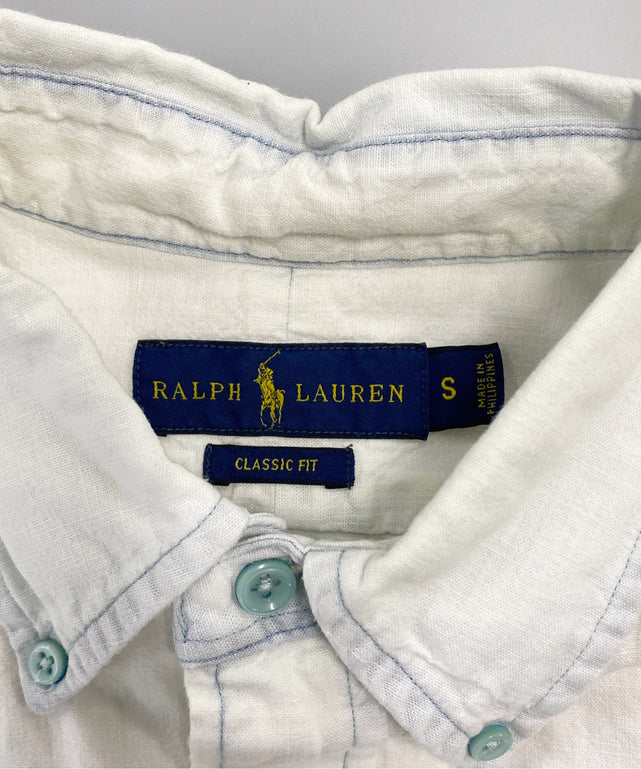 RALPH LAUREN
S
MADE IN
PHILIPPINES
CLASSIC FIT